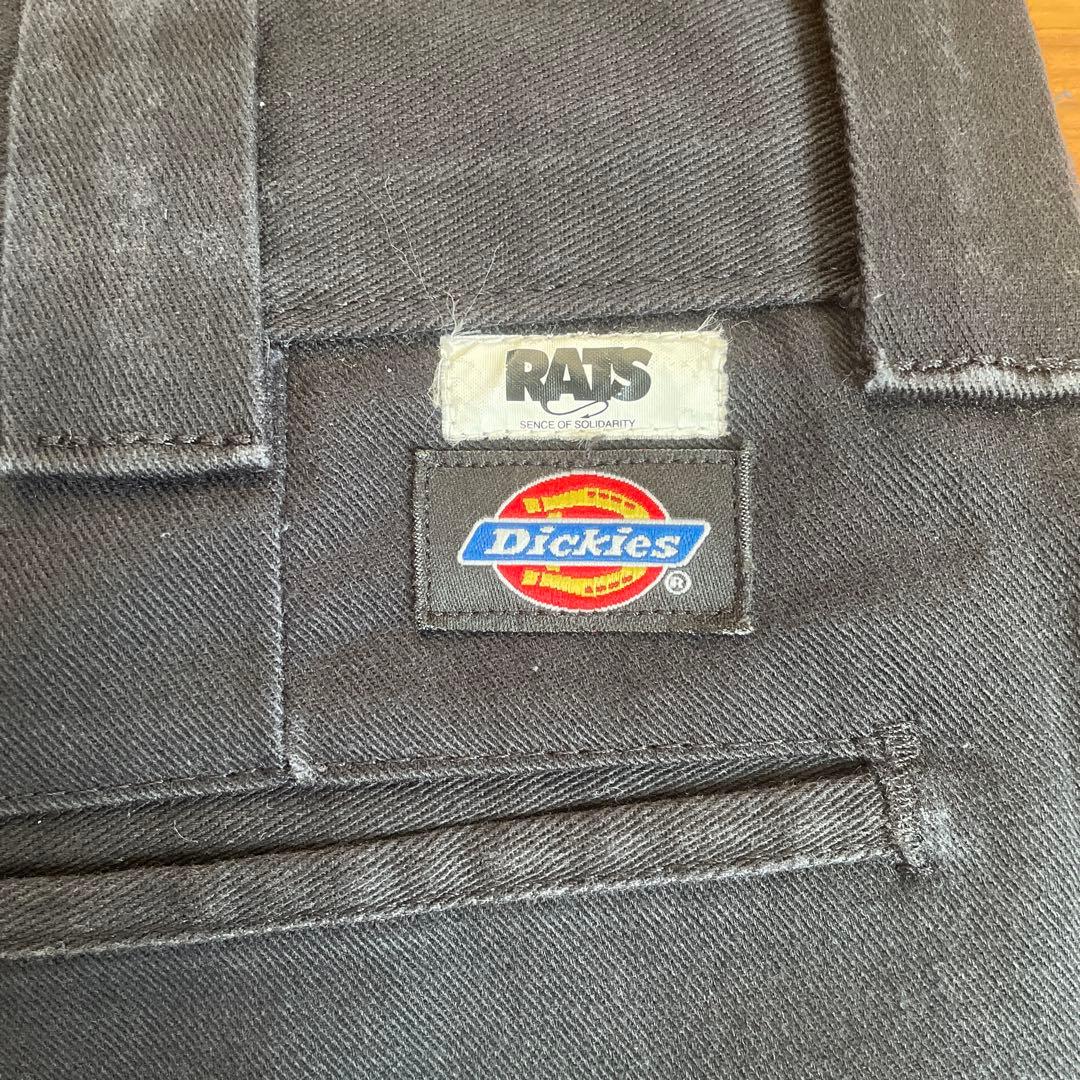 RATS
SENCE OF SOLIDARITY
Dickies
®